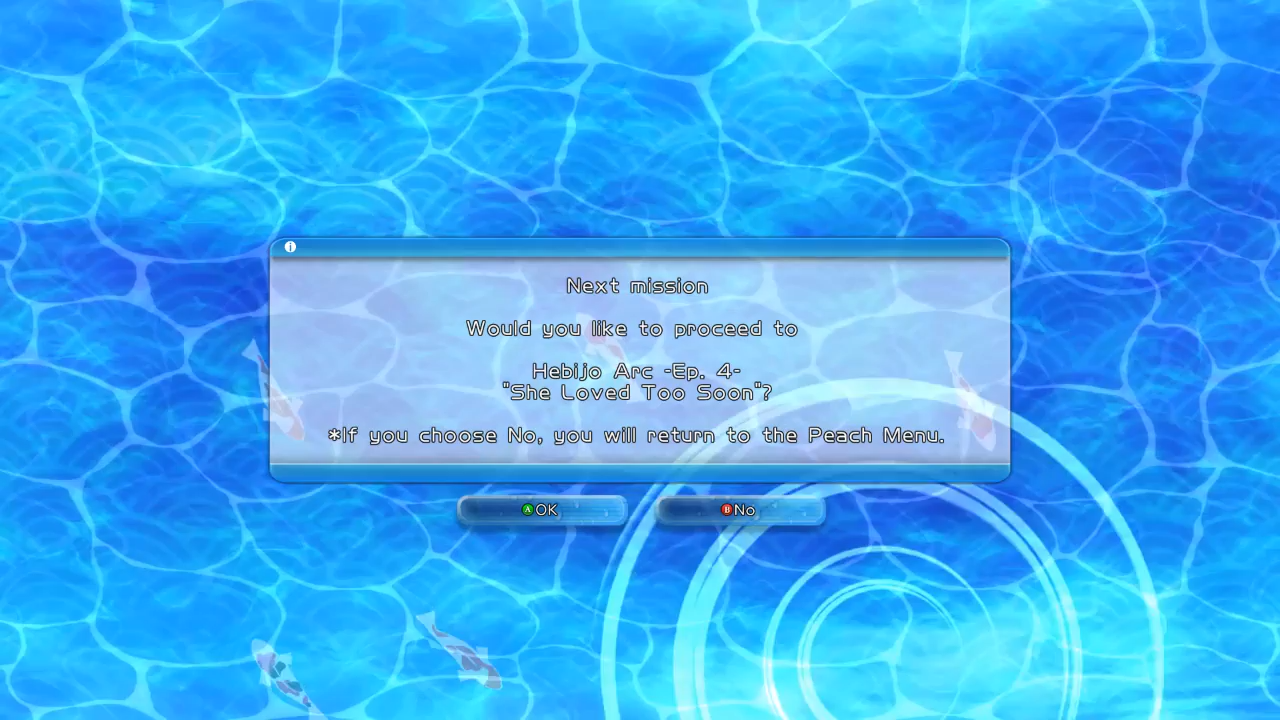 Next mission
Would you like to proceed to
Hebijo Arc -Ep. 4-
"She Loved Too Soon"?
*If you choose No, you will return to the Peach Menu.
A OK
B No